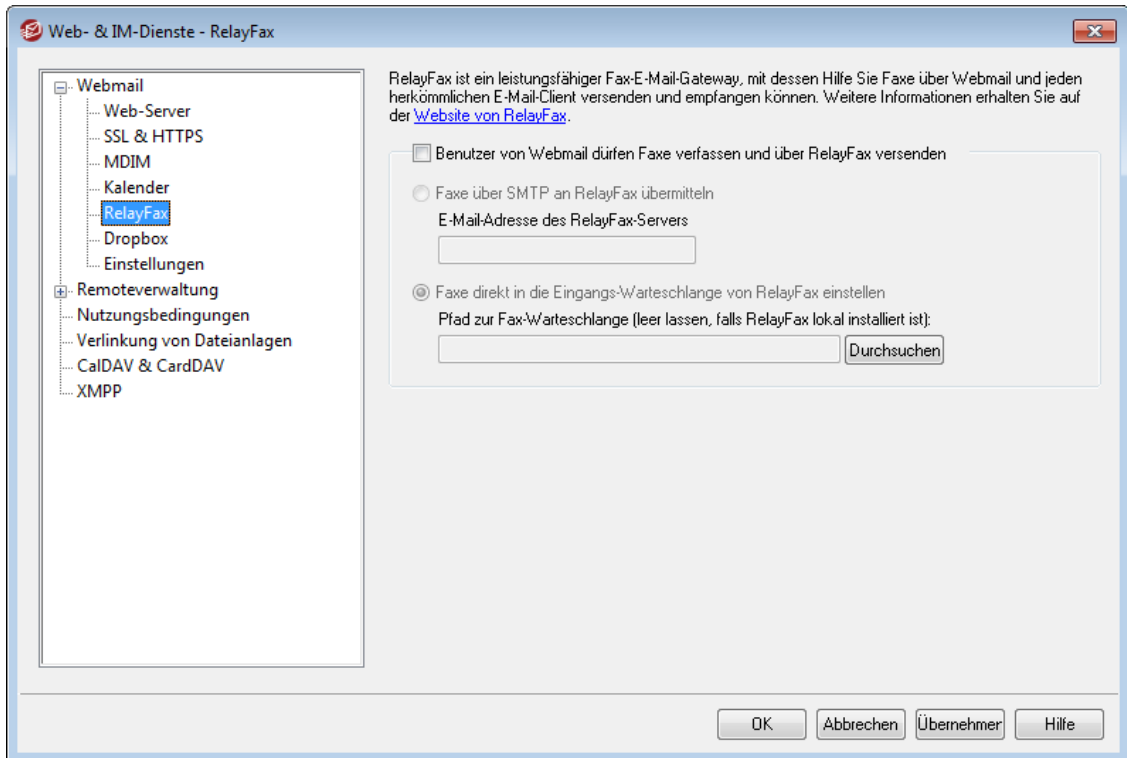 Web- & IM-Dienste - RelayFax
Webmail
Web-Server
SSL & HTTPS
MDIM
Kalender
RelayFax
Dropbox
Einstellungen
Remoteverwaltung
Nutzungsbedingungen
Verlinkung von Dateianlagen
CalDAV & CardDAV
XMPP
RelayFax ist ein leistungsfähiger Fax-E-Mail-Gateway, mit dessen Hilfe Sie Faxe über Webmail und jeden
herkömmlichen E-Mail-Client versenden und empfangen können. Weitere Informationen erhalten Sie auf
der Website von RelayFax.
Benutzer von Webmail dürfen Faxe verfassen und über RelayFax versenden
Faxe über SMTP an RelayFax übermitteln
E-Mail-Adresse des RelayFax-Servers
Faxe direkt in die Eingangs-Warteschlange von RelayFax einstellen
Pfad zur Fax-Warteschlange (leer lassen, falls RelayFax lokal installiert ist):
Durchsuchen
OK Abbrechen Übernehmer Hilfe